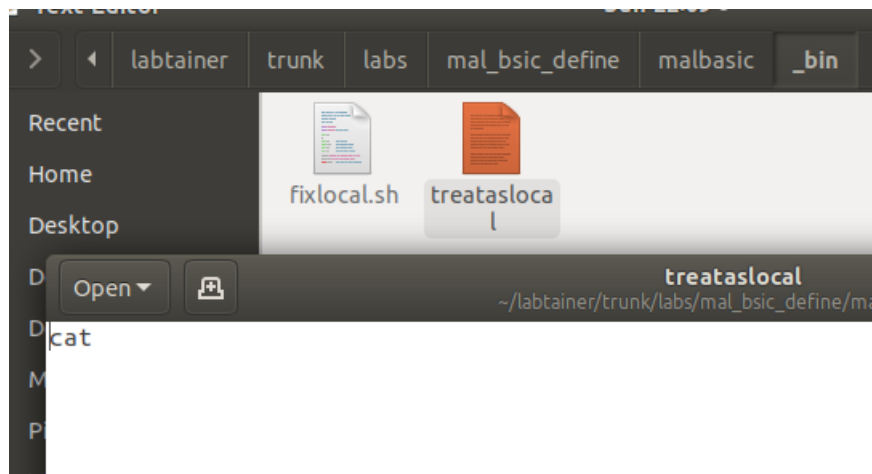 labtainer trunk labs mal_bsic_define malbasic _bin
Recent
Home
Desktop
fixlocal.sh
treatasloca
l
Open
treataslocal
~/labtainer/trunk/labs/mal_bsic_define/ma
cat